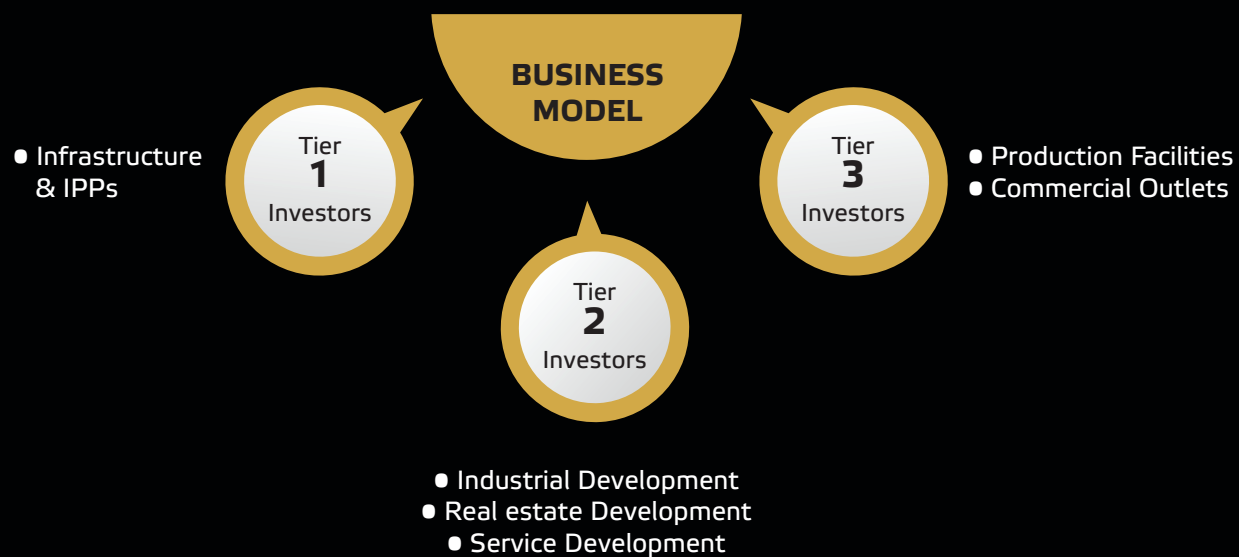 BUSINESS
MODEL
• Infrastructure
& IPPs
Tier
1
Investors
Tier
2
Investors
• Industrial Development
• Real estate Development
• Service Development
Tier
3
Investors
• Production Facilities
• Commercial Outlets